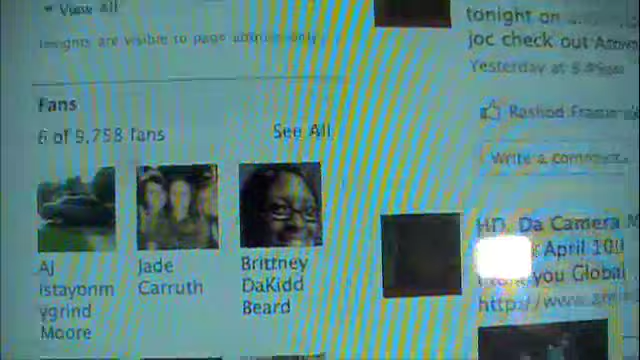 View all
Insights are visible to page
Fans
6 of 9,758 fans
See All
AJ
istayonm
ygrind
Moore
Jade
Carruth
Brittney
DaKidd
Beard
tonight on
joc check out
Yesterday at
Rashod
Write a comment
HD. Da Camera
April 10!!
you Global
http://www.